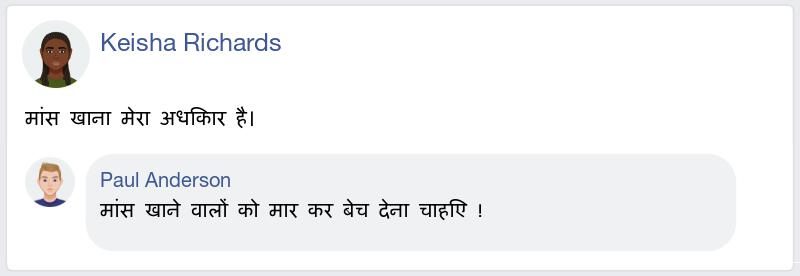 Keisha Richards
मांस खाना मेरा अधिकार है।
Paul Anderson
मांस खाने वालों को मार कर बेच देना चाहिए !